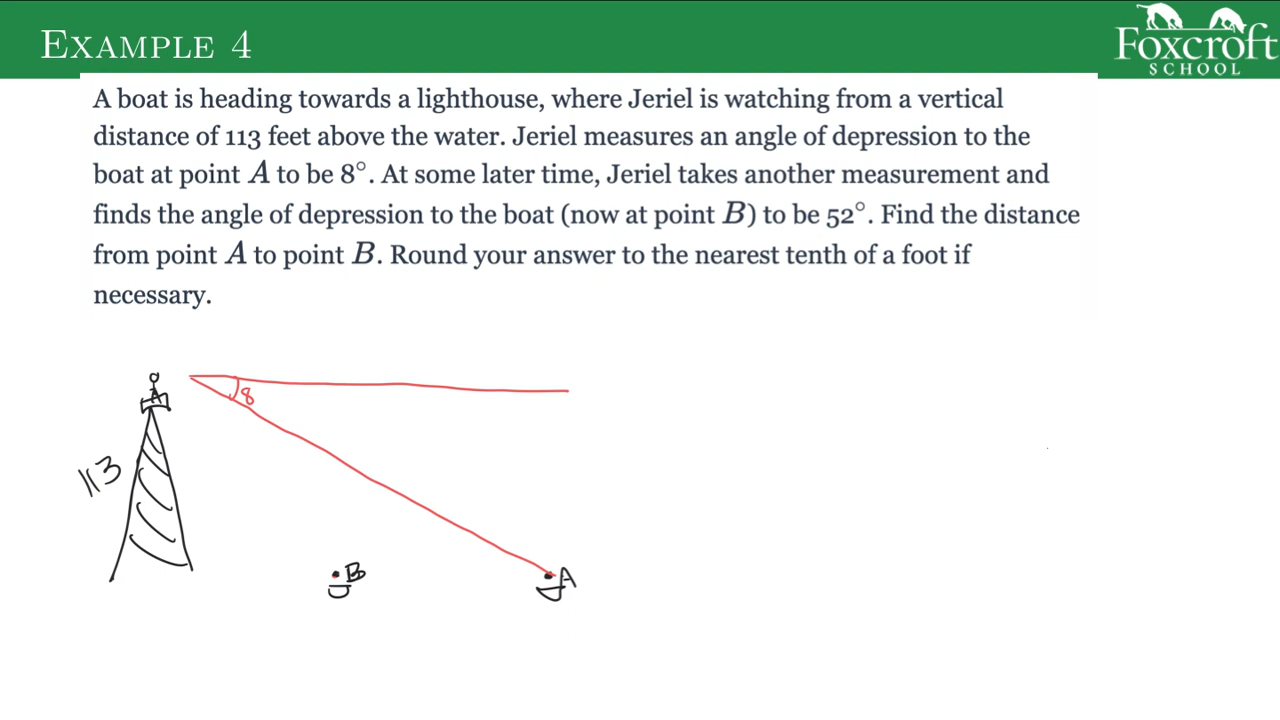 EXAMPLE 4
Foxcroft
SCHOOL
A boat is heading towards a lighthouse, where Jeriel is watching from a vertical
distance of 113 feet above the water. Jeriel measures an angle of depression to the
boat at point A to be 8°. At some later time, Jeriel takes another measurement and
finds the angle of depression to the boat (now at point B) to be 52°. Find the distance
from point A to point B. Round your answer to the nearest tenth of a foot if
necessary.
8
113
B
A